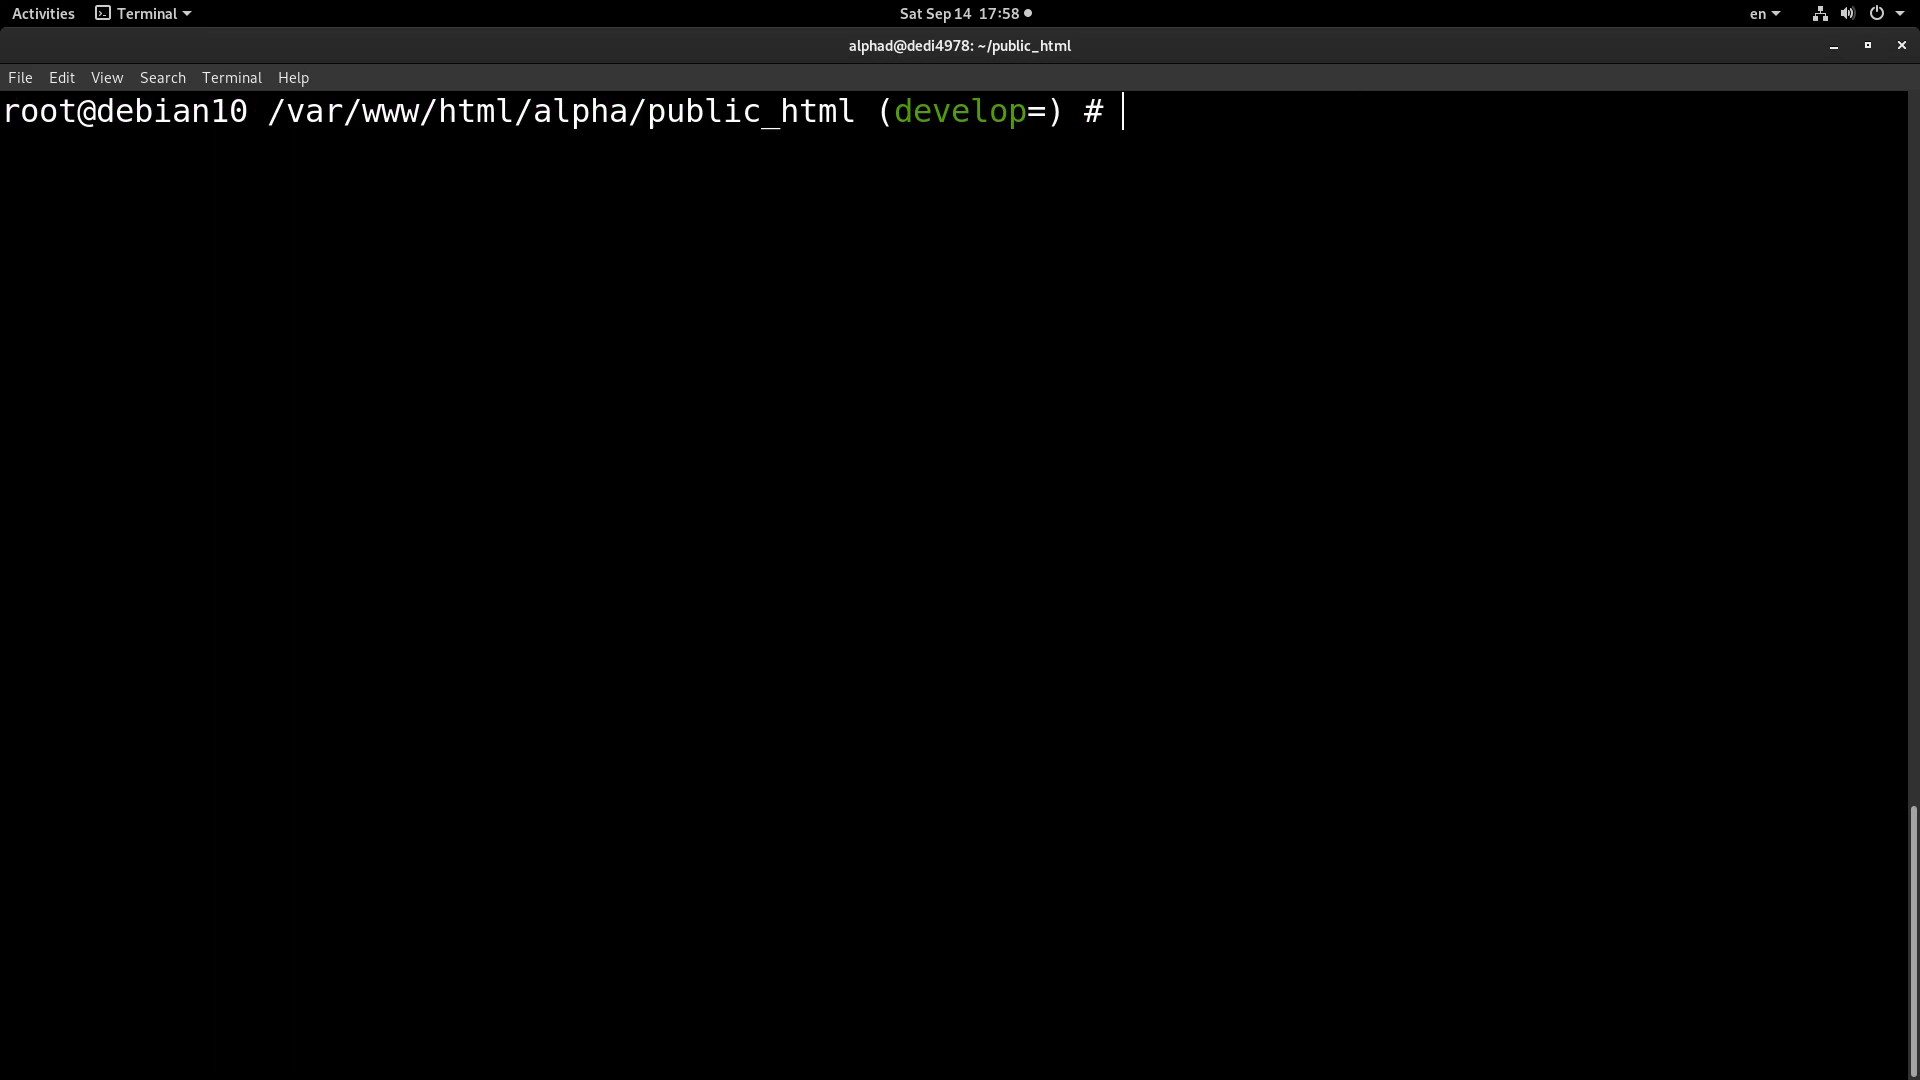 Activities Terminal Sat Sep 14 17:58 en
alphad@dedi4978: ~/public_html
File Edit View Search Terminal Help
root@debian10 /var/www/html/alpha/public_html (develop=) #